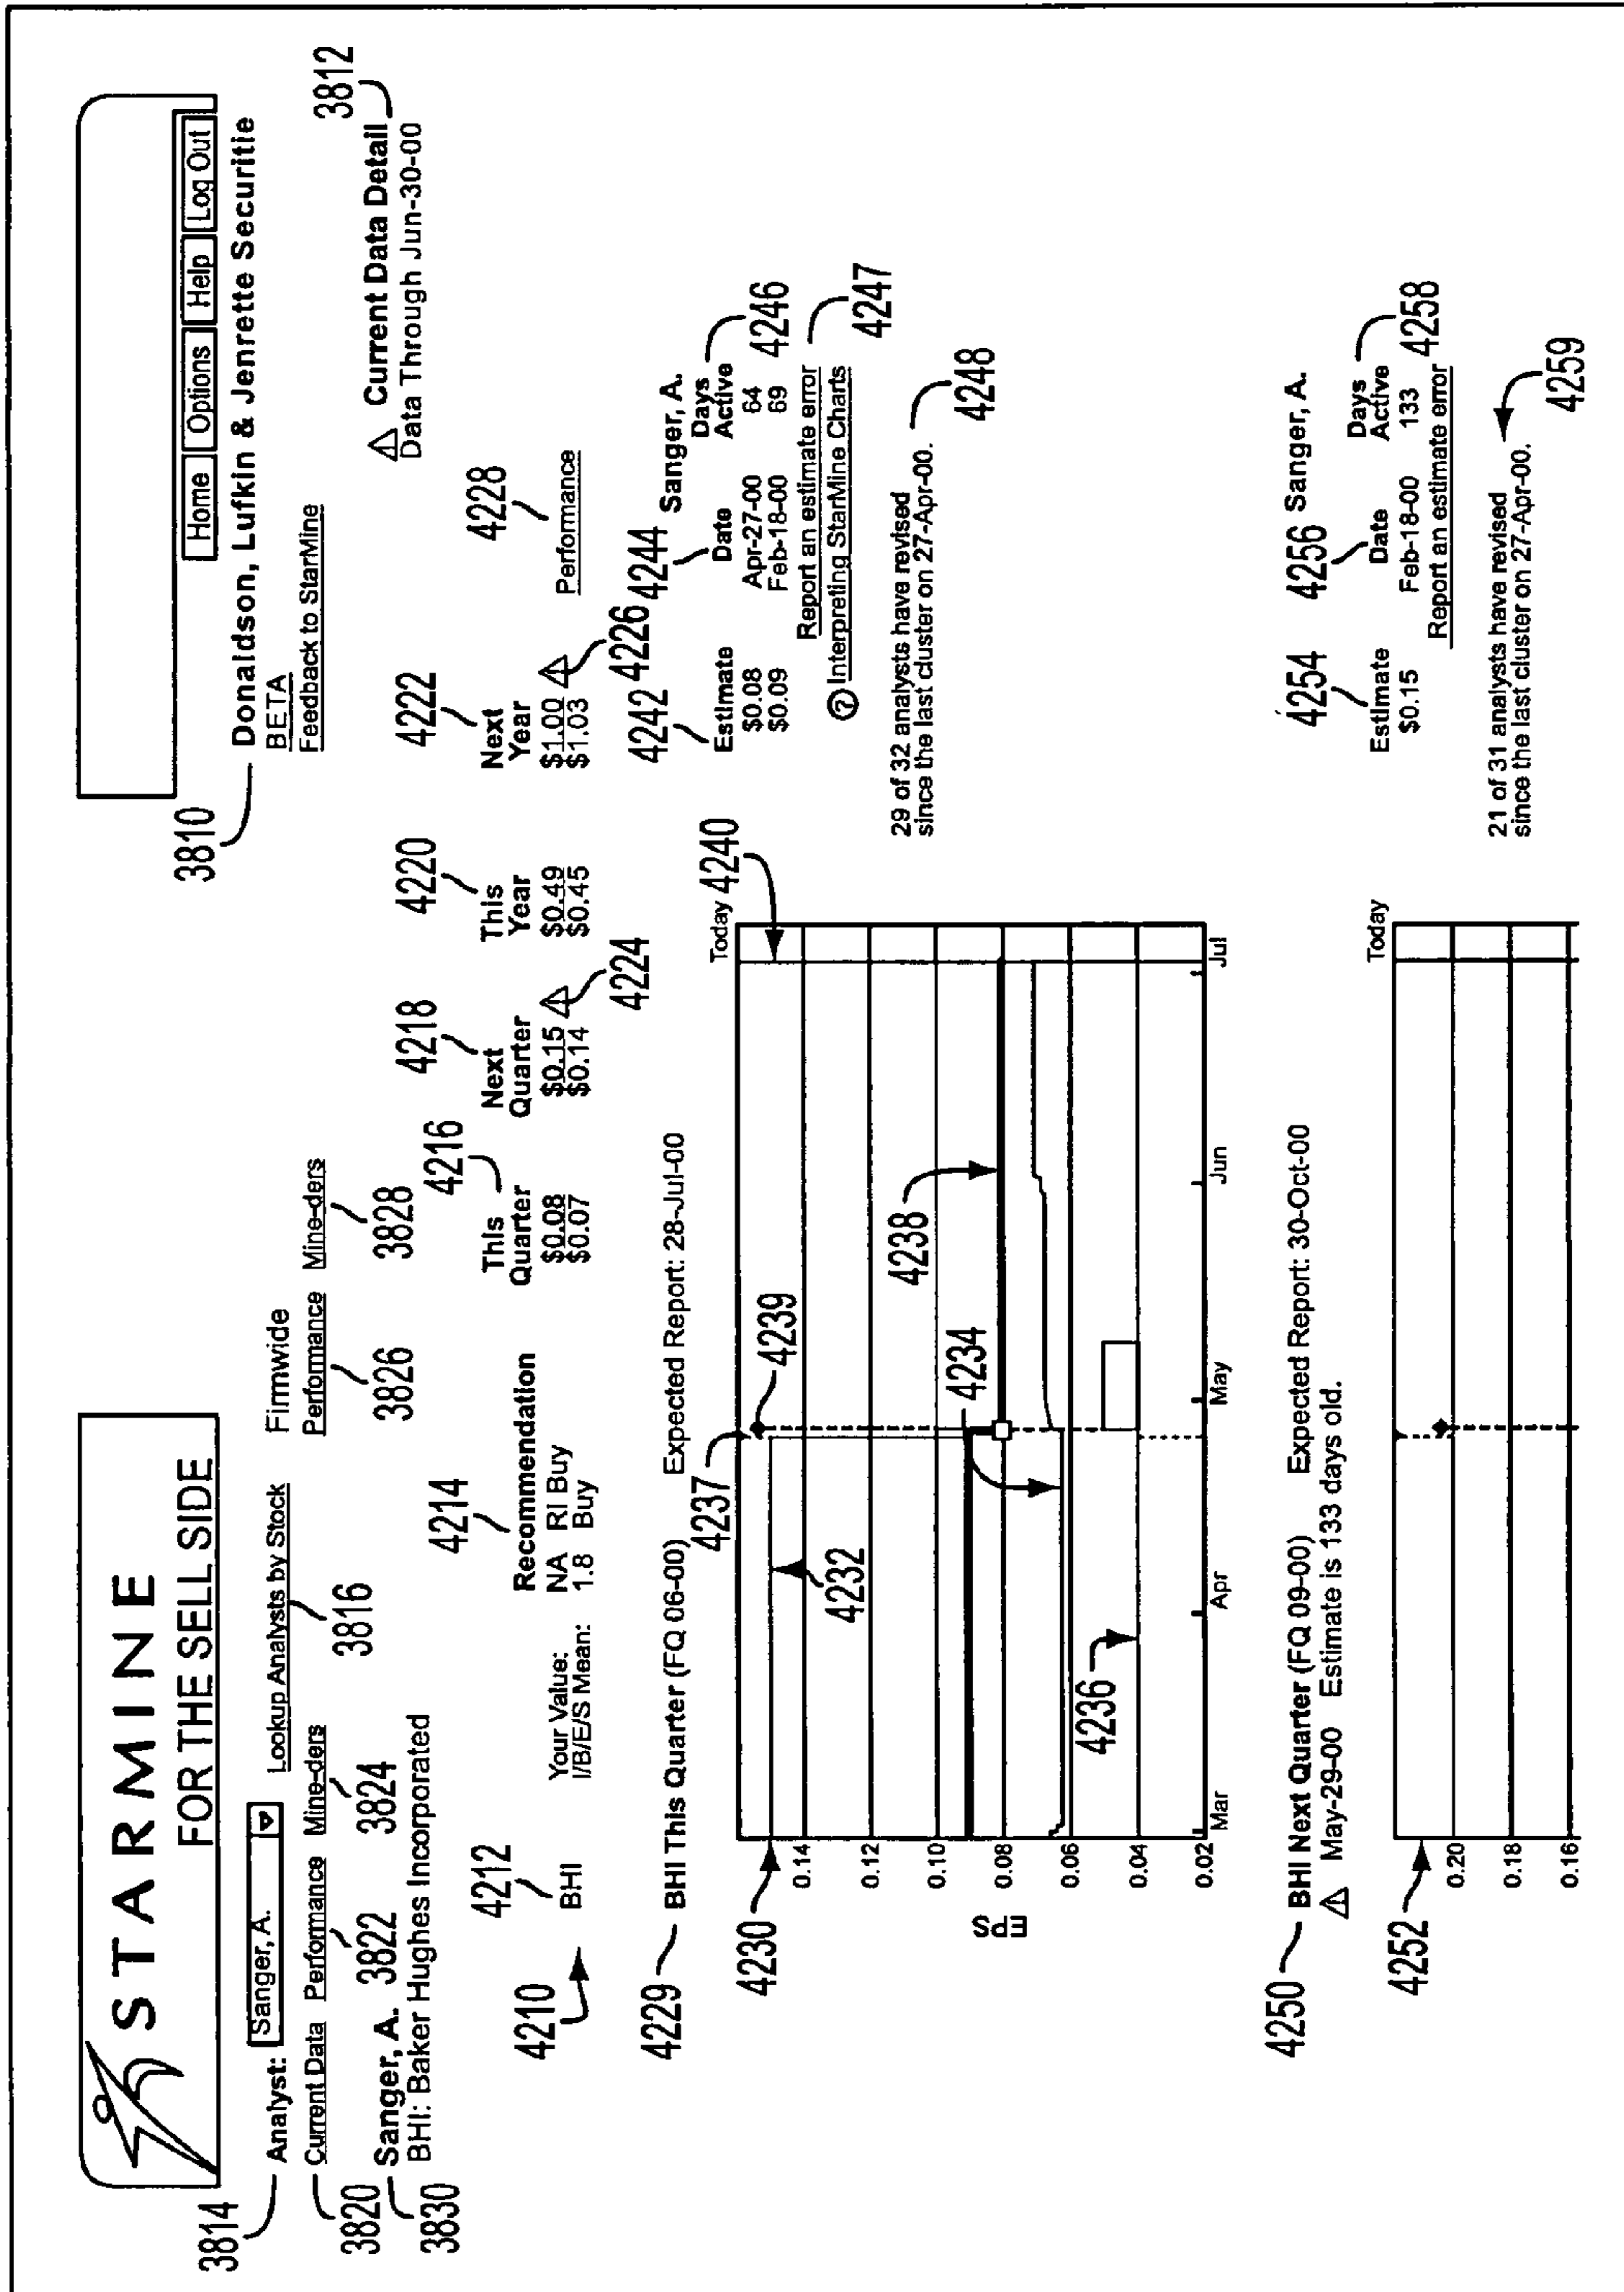 STARMINE
FOR THE SELL SIDE
Home Options Help Log Out
3810 Donaldson, Lufkin & Jenrette Securitie
BETA
Feedback to StarMine
3814 Analyst: Sanger, A. Lookup Analysts by Stock 3816
Firmwide
3820 Current Data Performance 3822 Mine-ders 3824 Performance 3826 Mine-ders 3828
Current Data Detail 3812
Data Through Jun-30-00
3830 Sanger, A.
BHI: Baker Hughes Incorporated
4212 4214 4216 4218 4220 4222 4228
Recommendation This Quarter Next Quarter This Year Next Year
4210 BHI Your Value: NA RI Buy $0.08 $0.15 $0.49 $1.00 Performance
I/B/E/S Mean: 1.8 Buy $0.07 $0.14 $0.45 $1.03
4224 4226
4229 BHI This Quarter (FQ 06-00) Expected Report: 28-Jul-00
4242 4244 Sanger, A. 4246
Estimate Date Days Active
$0.08 Apr-27-00 64
$0.09 Feb-18-00 69
Report an estimate error 4247
? Interpreting StarMine Charts
29 of 32 analysts have revised 4248
since the last cluster on 27-Apr-00.
Today 4240
4237 4239
4230
4232
4238
4234
4236
EPS
0.14
0.12
0.10
0.08
0.06
0.04
0.02
Mar Apr May Jun Jul
4250 BHI Next Quarter (FQ 09-00) Expected Report: 30-Oct-00
May-29-00 Estimate is 133 days old.
4254 4256 Sanger, A. 4258
Estimate Date Days Active
$0.15 Feb-18-00 133
Report an estimate error
21 of 31 analysts have revised 4259
since the last cluster on 27-Apr-00.
Today
4252
0.20
0.18
0.16